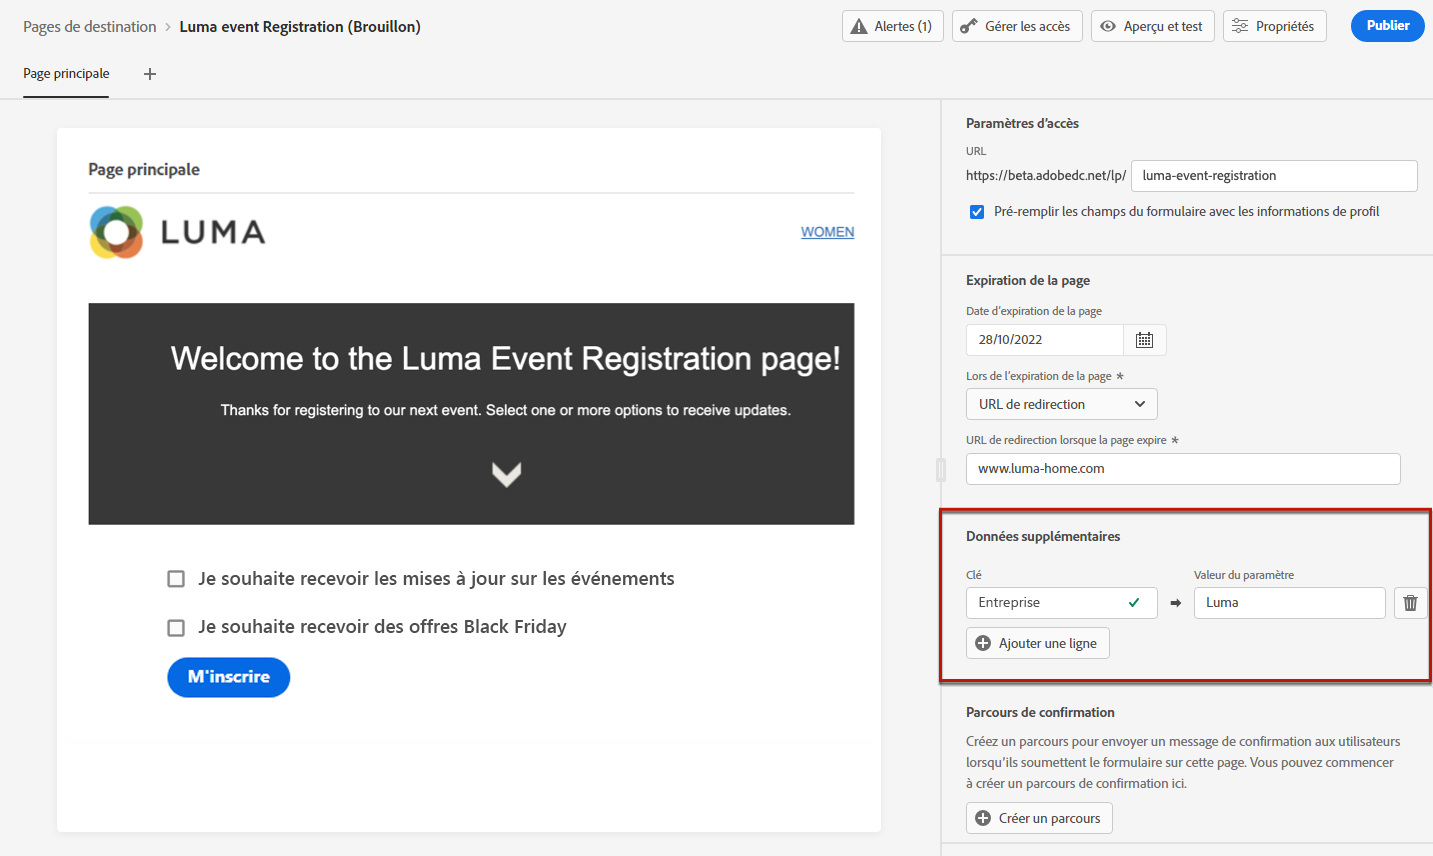 Pages de destination > Luma event Registration (Brouillon)
Alertes (1)
Gérer les accès
Aperçu et test
Propriétés
Publier
Page principale
Page principale
LUMA
WOMEN
Welcome to the Luma Event Registration page!
Thanks for registering to our next event. Select one or more options to receive updates.
Je souhaite recevoir les mises à jour sur les événements
Je souhaite recevoir des offres Black Friday
M'inscrire
Paramètres d’accès
URL
https://beta.adobedc.net/lp/ luma-event-registration
Pré-remplir les champs du formulaire avec les informations de profil
Expiration de la page
Date d’expiration de la page
28/10/2022
Lors de l’expiration de la page *
URL de redirection
URL de redirection lorsque la page expire *
www.luma-home.com
Données supplémentaires
Clé Valeur du paramètre
Entreprise Luma
Ajouter une ligne
Parcours de confirmation
Créez un parcours pour envoyer un message de confirmation aux utilisateurs
lorsqu’ils soumettent le formulaire sur cette page. Vous pouvez commencer
à créer un parcours de confirmation ici.
Créer un parcours